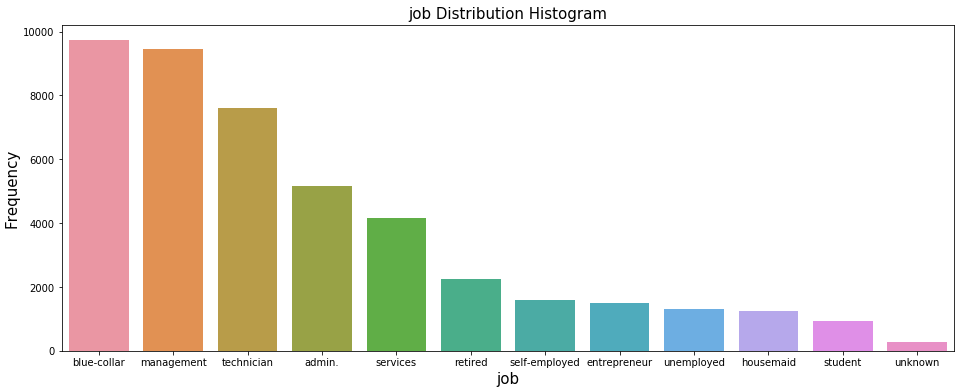 job Distribution Histogram
Frequency
10000
8000
6000
4000
2000
0
blue-collar management technician admin. services retired self-employed entrepreneur unemployed housemaid student unknown
job